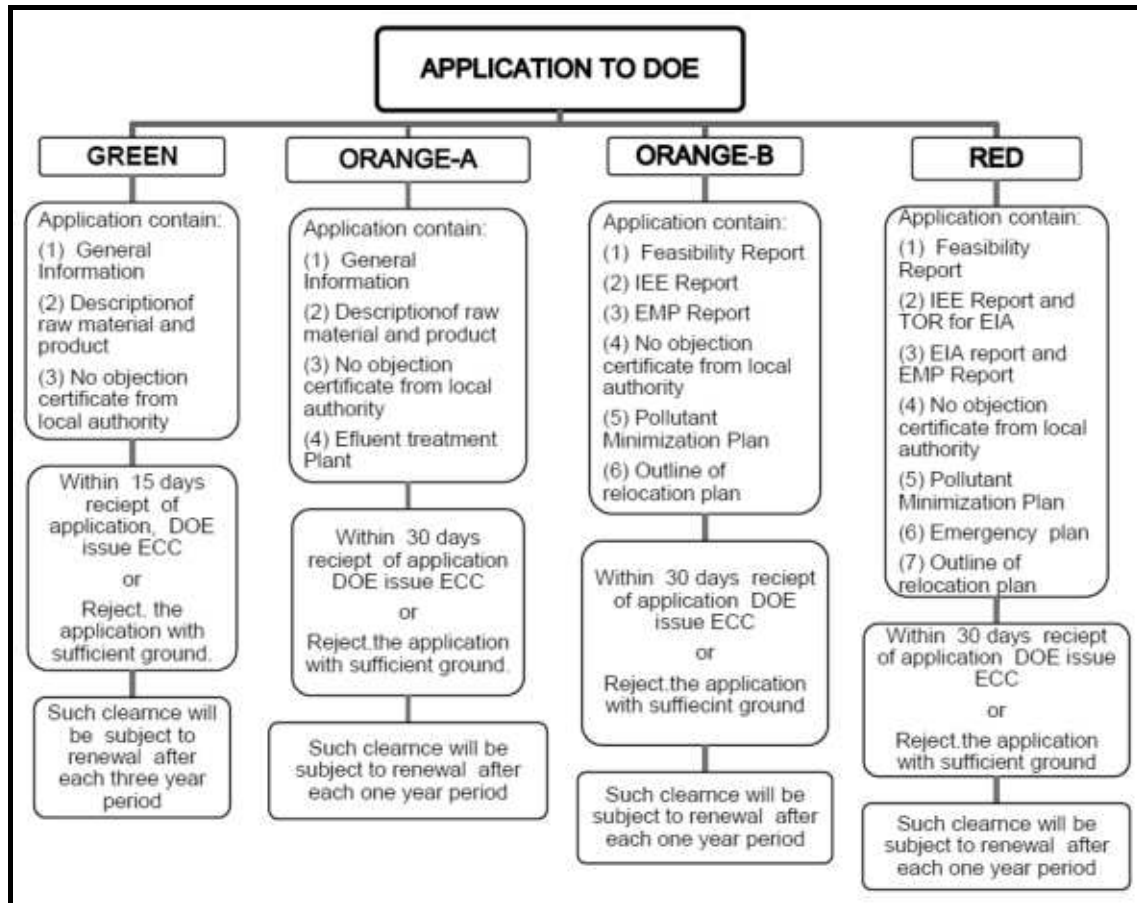 APPLICATION TO DOE
GREEN
Application contain:
(1) General
Information
(2) Descriptionof
raw material and
product
(3) No objection
certificate from
local authority
Within 15 days
reciept of
application, DOE
issue ECC
or
Reject. the
application with
sufficient ground.
Such clearnce will
be subject to
renewal after
each three year
period
ORANGE-A
Application contain:
(1) General
Information
(2) Descriptionof raw
material and product
(3) No objection
certificate from local
authority
(4) Efluent treatment
Plant
Within 30 days
reciept of application
DOE issue ECC
or
Reject.the application
with sufficient ground.
Such clearnce will be
subject to renewal after
each one year period
ORANGE-B
Application contain:
(1) Feasibility Report
(2) IEE Report
(3) EMP Report
(4) No objection
certificate from local
authority
(5) Pollutant
Minimization Plan
(6) Outline of
relocation plan
Within 30 days reciept
of application DOE
issue ECC
or
Reject.the application
with suffiecint ground
Such clearnce will be
subject to renewal after
each one year period
RED
Application contain:
(1) Feasibility
Report
(2) IEE Report and
TOR for EIA
(3) EIA report and
EMP Report
(4) No objection
certificate from local
authority
(5) Pollutant
Minimization Plan
(6) Emergency plan
(7) Outline of
relocation plan
Within 30 days reciept
of application DOE issue
ECC
or
Reject.the application
with sufficient ground
Such clearnce will be
subject to renewal after
each one year period